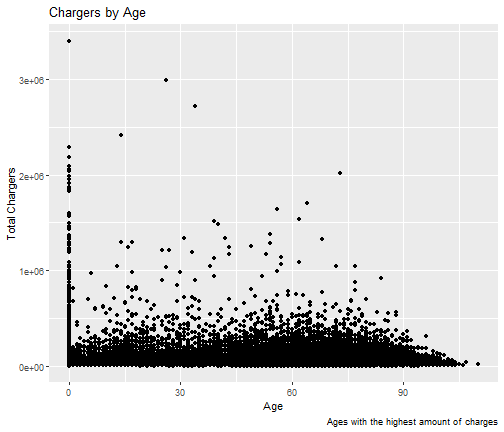 Chargers by Age
3e+06
2e+06
1e+06
0e+00
Total Chargers
0
30
60
90
Age
Ages with the highest amount of charges